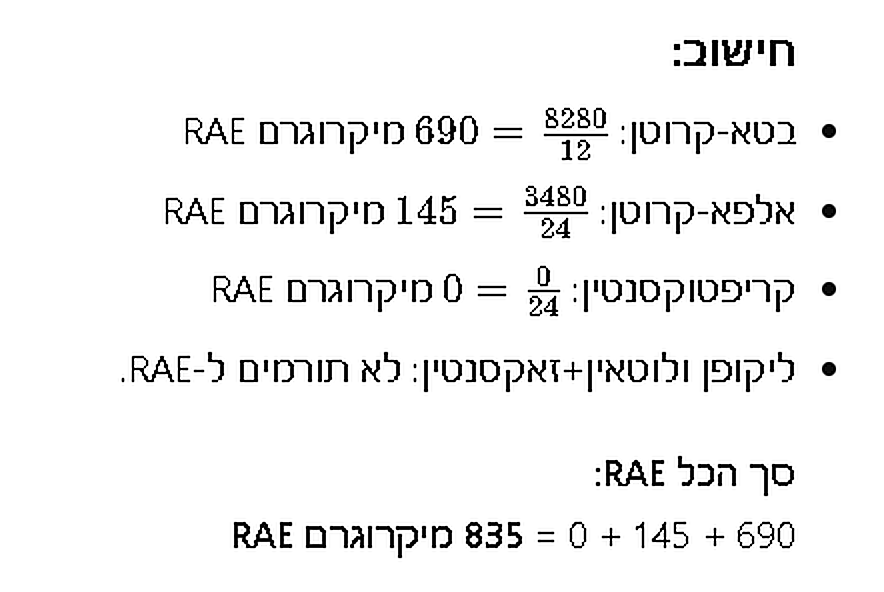 חישוב:
• בטא-קרוטן: 8280/12 = 690 מיקרוגרם RAE
• אלפא-קרוטן: 3480/24 = 145 מיקרוגרם RAE
• קריפטוקסנטין: 0/24 = 0 מיקרוגרם RAE
• ליקופן ולוטאין+זאקסנטין: לא תורמים ל-RAE.
סך הכל RAE:
690 + 145 + 0 = 835 מיקרוגרם RAE